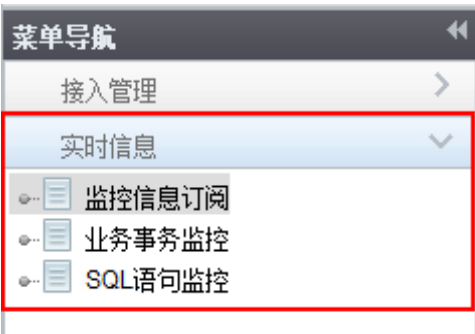 菜单导航
接入管理
实时信息
监控信息订阅
业务事务监控
SQL语句监控